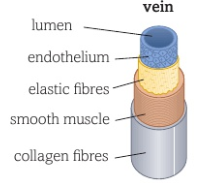 vein
lumen
endothelium
elastic fibres
smooth muscle
collagen fibres